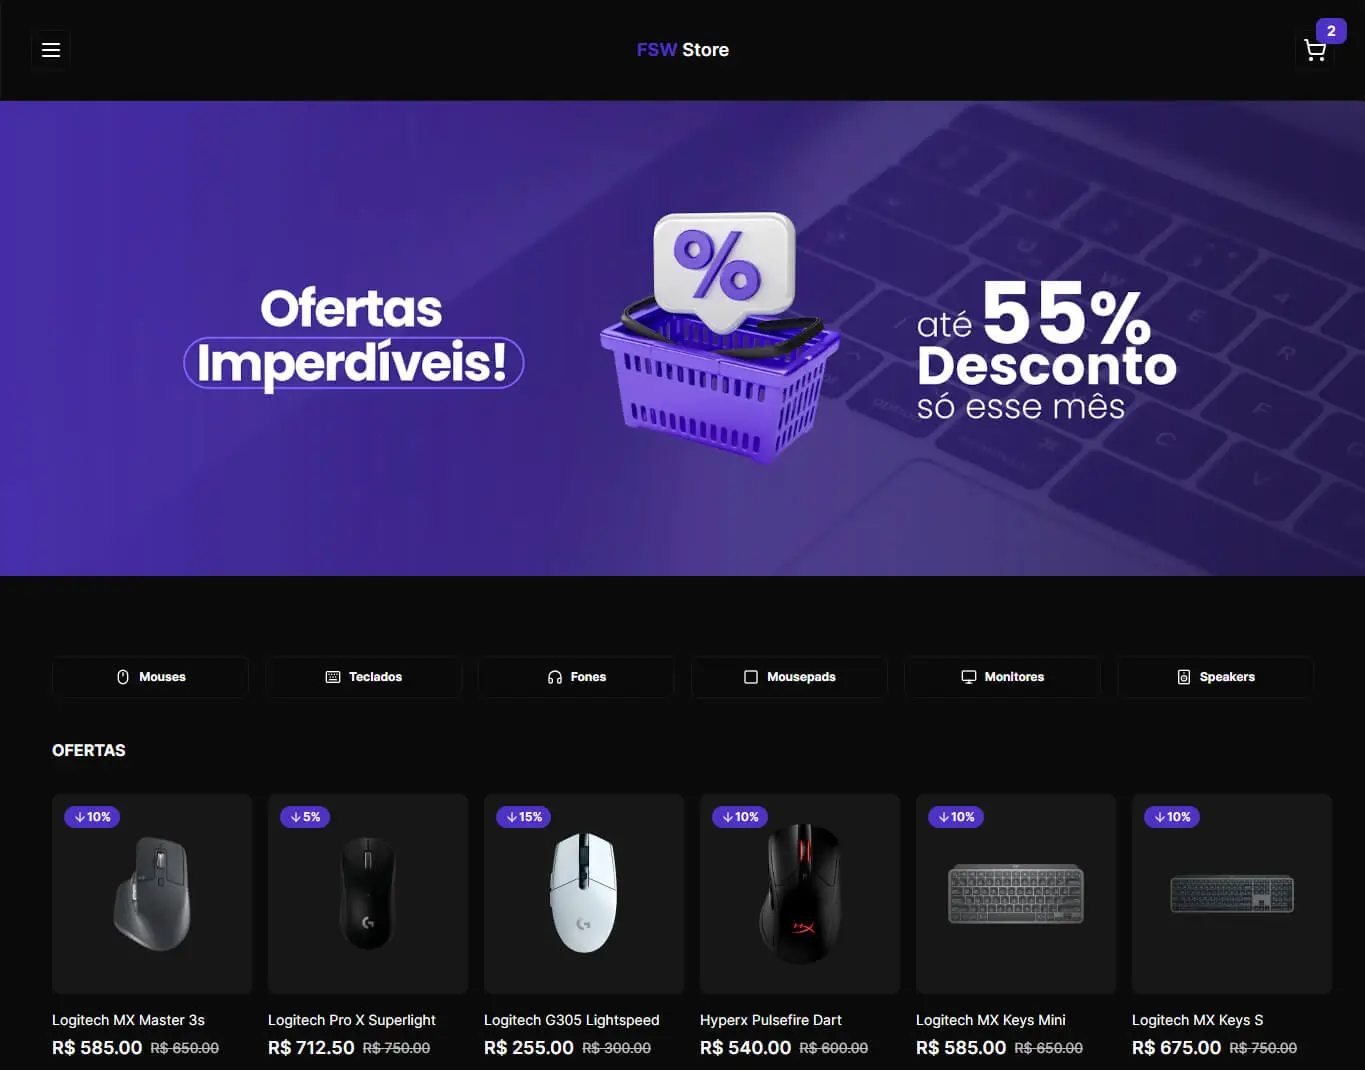 FSW Store
2
%
Ofertas
Imperdíveis!
até 55%
Desconto
só esse mês
Mouses
Teclados
Fones
Mousepads
Monitores
Speakers
OFERTAS
10%
5%
15%
10%
10%
10%
Logitech MX Master 3s
R$ 585.00 R$ 650.00
Logitech Pro X Superlight
R$ 712.50 R$ 750.00
Logitech G305 Lightspeed
R$ 255.00 R$ 300.00
Hyperx Pulsefire Dart
R$ 540.00 R$ 600.00
Logitech MX Keys Mini
R$ 585.00 R$ 650.00
Logitech MX Keys S
R$ 675.00 R$ 750.00